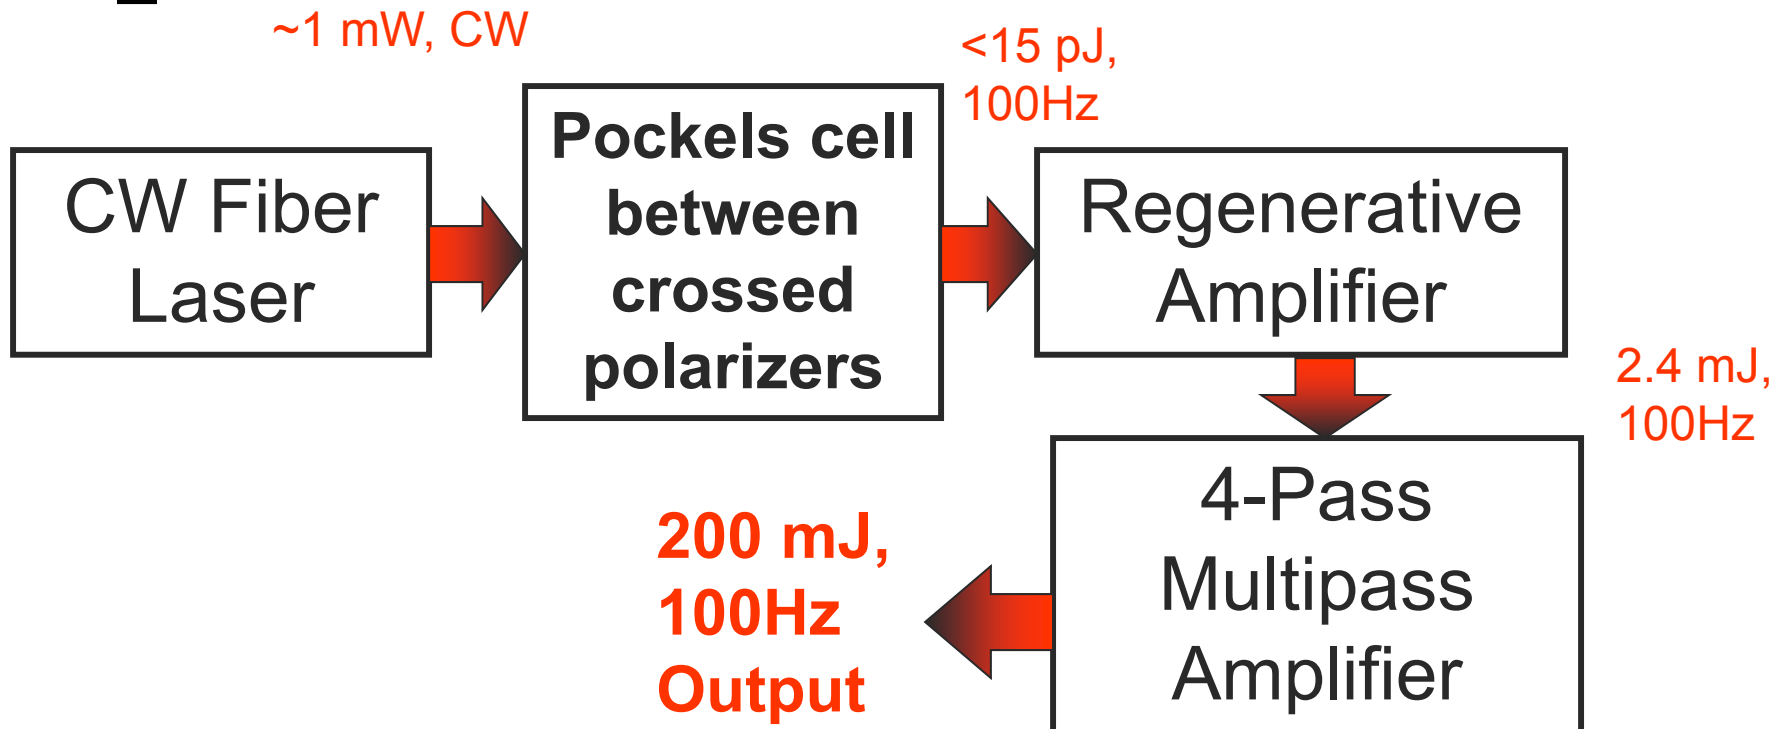 ~1 mW, CW
<15 pJ,
100Hz
CW Fiber
Laser
Pockels cell
between
crossed
polarizers
Regenerative
Amplifier
2.4 mJ,
100Hz
4-Pass
Multipass
Amplifier
200 mJ,
100Hz
Output